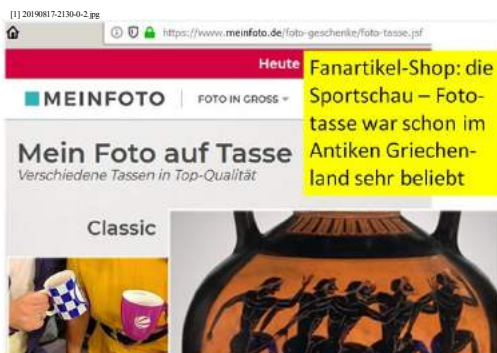 [1] 20190817-2130-0-2.jpg
https://www.meinfoto.de/foto-geschenke/foto-tasse.jsf
Heute
MEINFOTO FOTO IN GROSS
Mein Foto auf Tasse
Verschiedene Tassen in Top-Qualität
Classic
Fanartikel-Shop: die
Sportschau – Foto-
tasse war schon im
Antiken Griechen-
land sehr beliebt